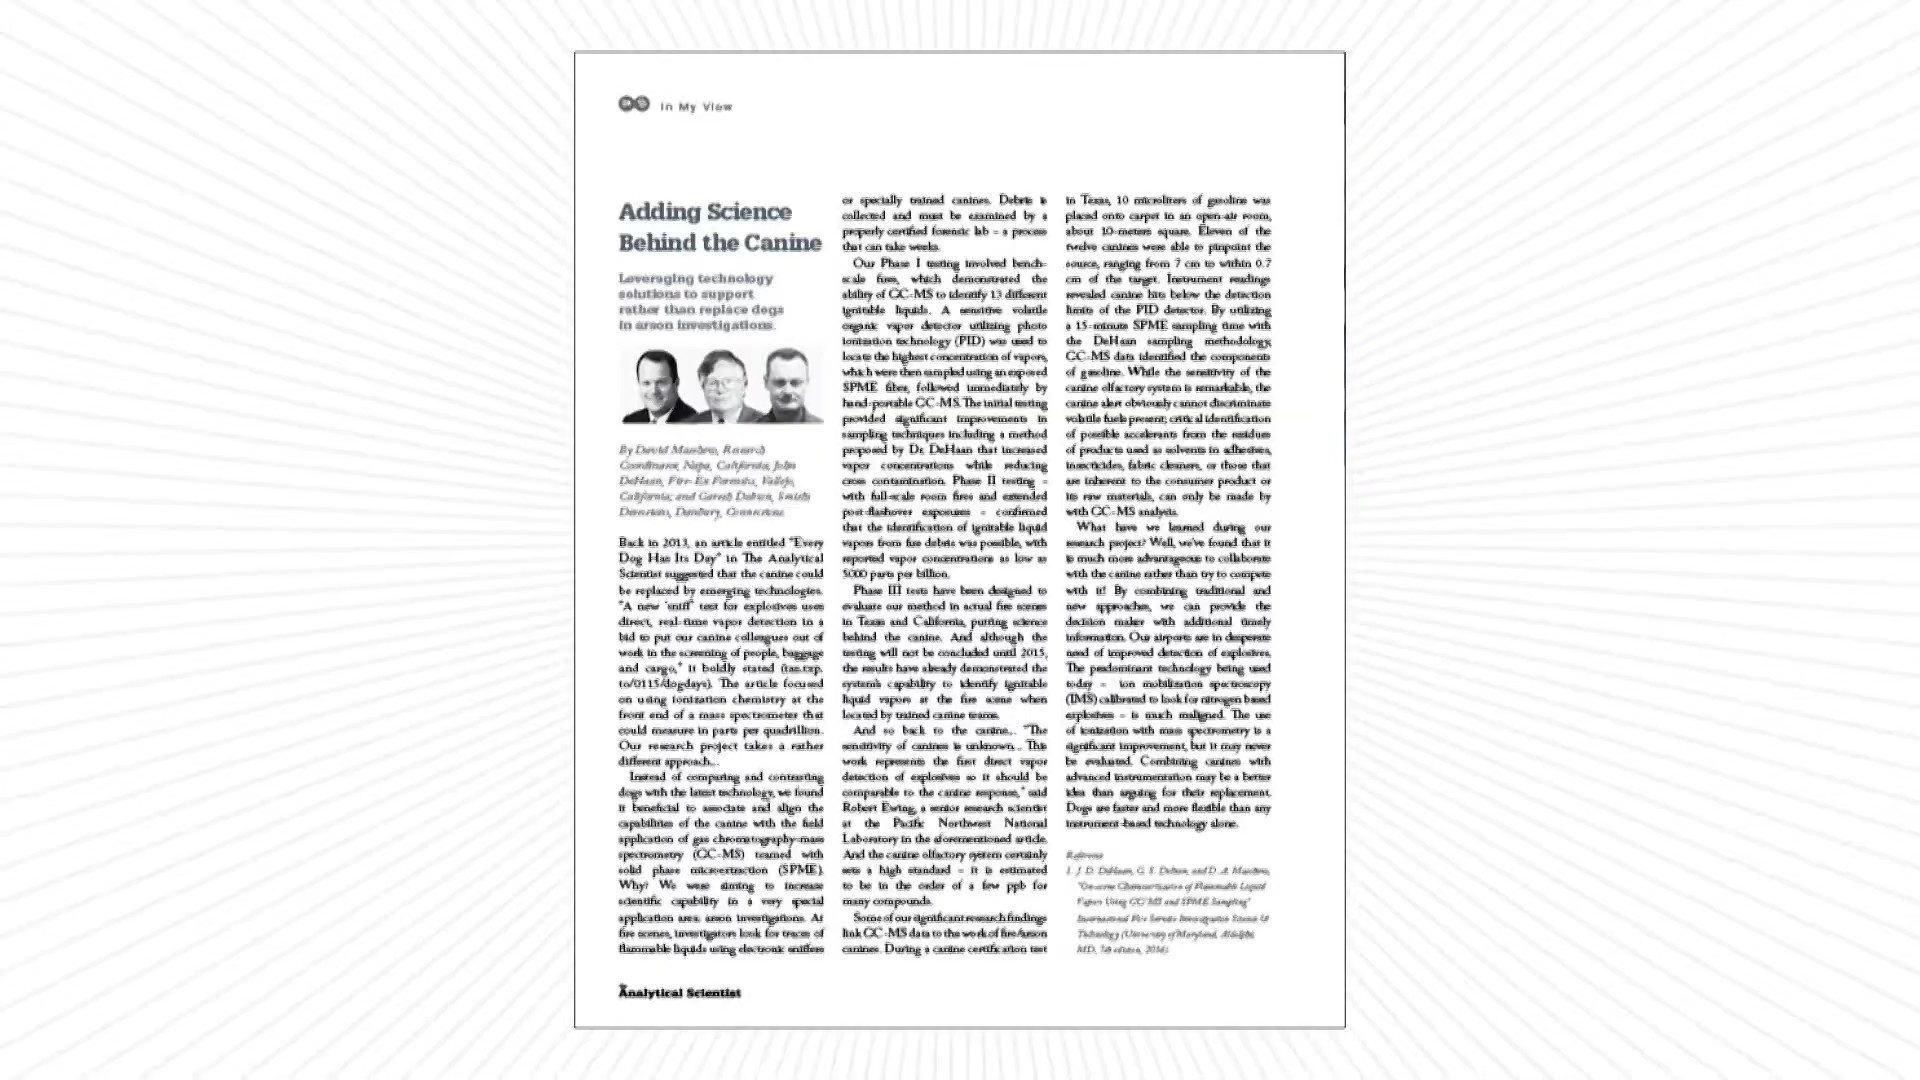 In My View
Adding Science
Behind the Canine
Leveraging technology
solutions to support
rather than replace dogs
in arson investigations.
By David Mambro, Research
Coordinator, Napa, California, John
DeHaan, Fire-Ex Forensics, Vallejo,
California; and Gareth Dobson, Smiths
Detection, Danbury, Connecticut.
Back in 2013, an article entitled "Every
Dog Has Its Day" in The Analytical
Scientist suggested that the canine could
be replaced by emerging technologies.
"A new 'sniff' test for explosives uses
direct, real-time vapor detection in a
bid to put our canine colleagues out of
work in the screening of people, baggage
and cargo," it boldly stated (tas.txp.
to/0115/dogdays). The article focused
on using ionization chemistry at the
front end of a mass spectrometer that
could measure in parts per quadrillion.
Our research project takes a rather
different approach...
Instead of comparing and contrasting
dogs with the latest technology, we found
it beneficial to associate and align the
capabilities of the canine with the field
application of gas chromatography-mass
spectrometry (GC-MS) teamed with
solid phase microextraction (SPME).
Why? We were aiming to increase
scientific capability in a very special
application area: arson investigations. At
fire scenes, investigators look for traces of
flammable liquids using electronic sniffers
or specially trained canines. Debris is
collected and must be examined by a
properly certified forensic lab – a process
that can take weeks.
Our Phase I testing involved bench-
scale fires, which demonstrated the
ability of GC-MS to identify 13 different
ignitable liquids. A sensitive volatile
organic vapor detector utilizing photo
ionization technology (PID) was used to
locate the highest concentration of vapors,
which were then sampled using an exposed
SPME fiber, followed immediately by
hand-portable GC-MS. The initial testing
provided significant improvements in
sampling techniques including a method
proposed by Dr. DeHaan that increased
vapor concentrations while reducing
cross contamination. Phase II testing –
with full-scale room fires and extended
post-flashover exposures – confirmed
that the identification of ignitable liquid
vapors from fire debris was possible, with
reported vapor concentrations as low as
5000 parts per billion.
Phase III tests have been designed to
evaluate our method in actual fire scenes
in Texas and California, putting science
behind the canine. And although the
testing will not be concluded until 2015,
the results have already demonstrated the
system's capability to identify ignitable
liquid vapors at the fire scene when
located by trained canine teams.
And so back to the canine... "The
sensitivity of canines is unknown... This
work represents the first direct vapor
detection of explosives so it should be
comparable to the canine response," said
Robert Ewing, a senior research scientist
at the Pacific Northwest National
Laboratory in the aforementioned article.
And the canine olfactory system certainly
sets a high standard – it is estimated
to be in the order of a few ppb for
many compounds.
Some of our significant research findings
link GC-MS data to the work of fire/arson
canines. During a canine certification test
in Texas, 10 microliters of gasoline was
placed onto carpet in an open-air room,
about 10-meters square. Eleven of the
twelve canines were able to pinpoint the
source, ranging from 7 cm to within 0.7
cm of the target. Instrument readings
revealed canine hits below the detection
limits of the PID detector. By utilizing
a 15-minute SPME sampling time with
the DeHaan sampling methodology,
GC-MS data identified the components
of gasoline. While the sensitivity of the
canine olfactory system is remarkable, the
canine alert obviously cannot discriminate
volatile fuels present; critical identification
of possible accelerants from the residues
of products used as solvents in adhesives,
insecticides, fabric cleaners, or those that
are inherent to the consumer product or
its raw materials, can only be made by
with GC-MS analysis.
What have we learned during our
research project? Well, we've found that it
is much more advantageous to collaborate
with the canine rather than try to compete
with it! By combining traditional and
new approaches, we can provide the
decision maker with additional timely
information. Our airports are in desperate
need of improved detection of explosives.
The predominant technology being used
today – ion mobilization spectroscopy
(IMS) calibrated to look for nitrogen based
explosives – is much maligned. The use
of ionization with mass spectrometry is a
significant improvement, but it may never
be evaluated. Combining canines with
advanced instrumentation may be a better
idea than arguing for their replacement.
Dogs are faster and more flexible than any
instrument-based technology alone.
Reference
1. J. D. DeHaan, G. Dobson, and D. A.
Characterization of Flammable Liquid
Vapors Using GC/MS and SPME Sampling"
International Fire Service Investigation Science &
Technology (University of Maryland, Adelphi,
MD, 2014).
the
Analytical Scientist